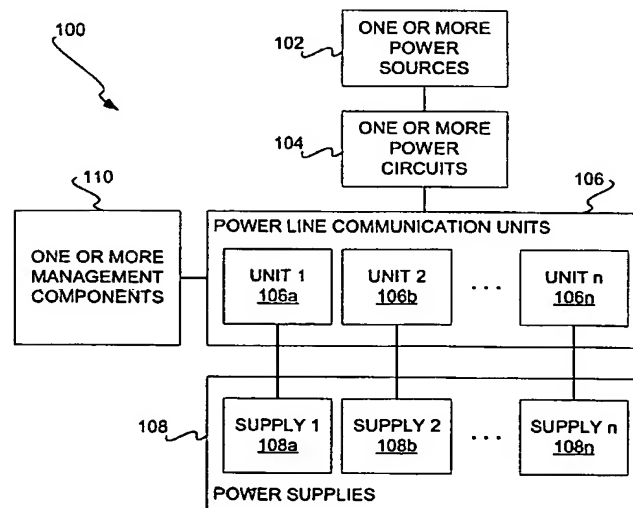 100
102
ONE OR MORE
POWER
SOURCES
104
ONE OR MORE
POWER
CIRCUITS
110
106
ONE OR MORE
MANAGEMENT
COMPONENTS
POWER LINE COMMUNICATION UNITS
UNIT 1
106a
UNIT 2
106b
. . .
UNIT n
106n
108
SUPPLY 1
108a
SUPPLY 2
108b
. . .
SUPPLY n
108n
POWER SUPPLIES